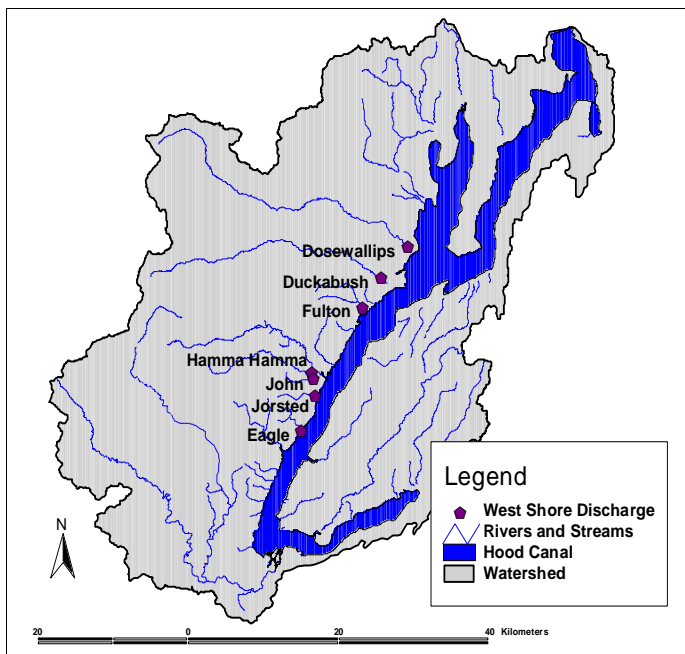 Dosewallips
Duckabush
Fulton
Hamma Hamma
John
Jorsted
Eagle
Legend
West Shore Discharge
Rivers and Streams
Hood Canal
Watershed
N
20 0 20 40 Kilometers